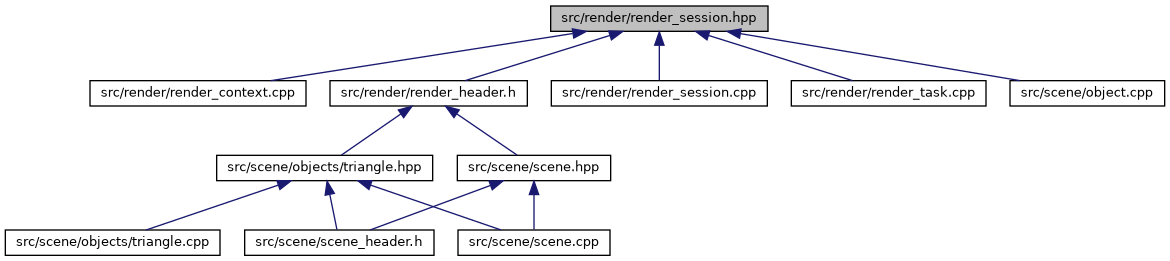 src/render/render_session.hpp
src/render/render_context.cpp
src/render/render_header.h
src/render/render_session.cpp
src/render/render_task.cpp
src/scene/object.cpp
src/scene/objects/triangle.hpp
src/scene/scene.hpp
src/scene/objects/triangle.cpp
src/scene/scene_header.h
src/scene/scene.cpp